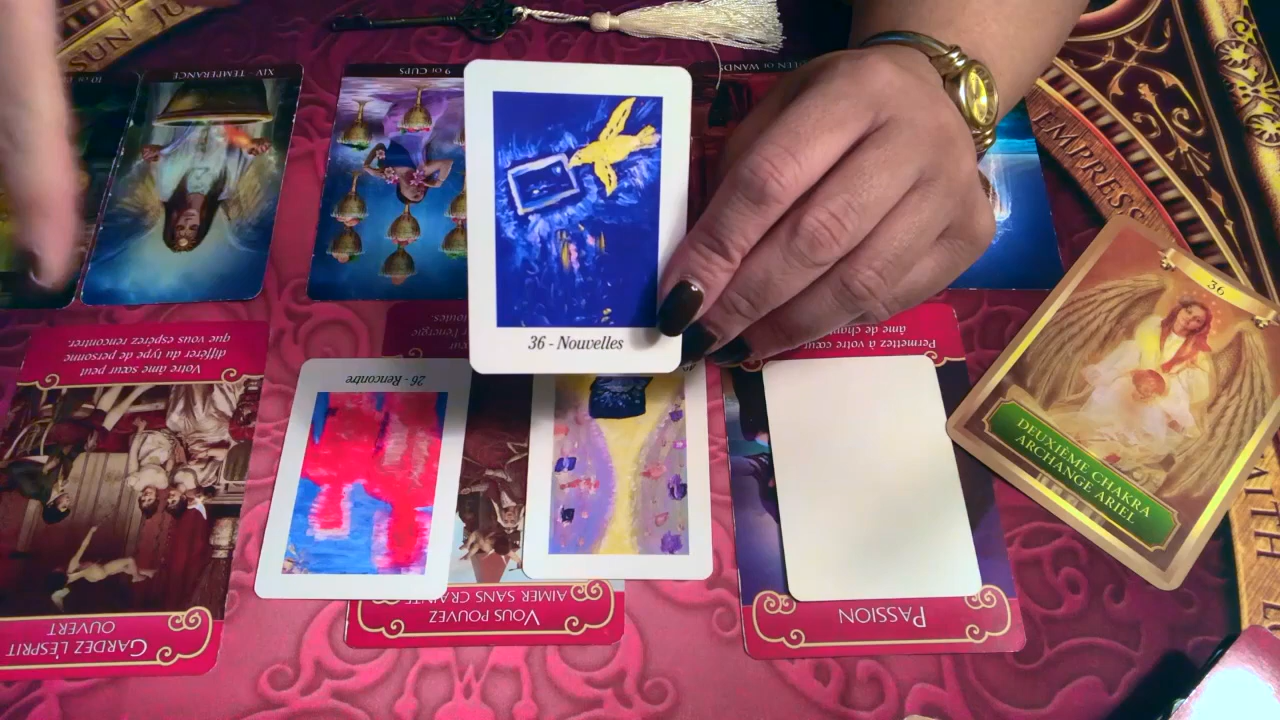 SUN
XIV - TEMPERANCE
9 OF CUPS
EMPRESS
36 - Nouvelles
36
DEUXIÈME CHAKRA
ARCHANGE ARIEL
Votre âme sœur peut
différer du type de personne
que vous espérez rencontrer.
26 - Rencontre
Permettez à votre cœur
GARDEZ L'ESPRIT
OUVERT
VOUS POUVEZ
AIMER SANS CRAINTE
PASSION